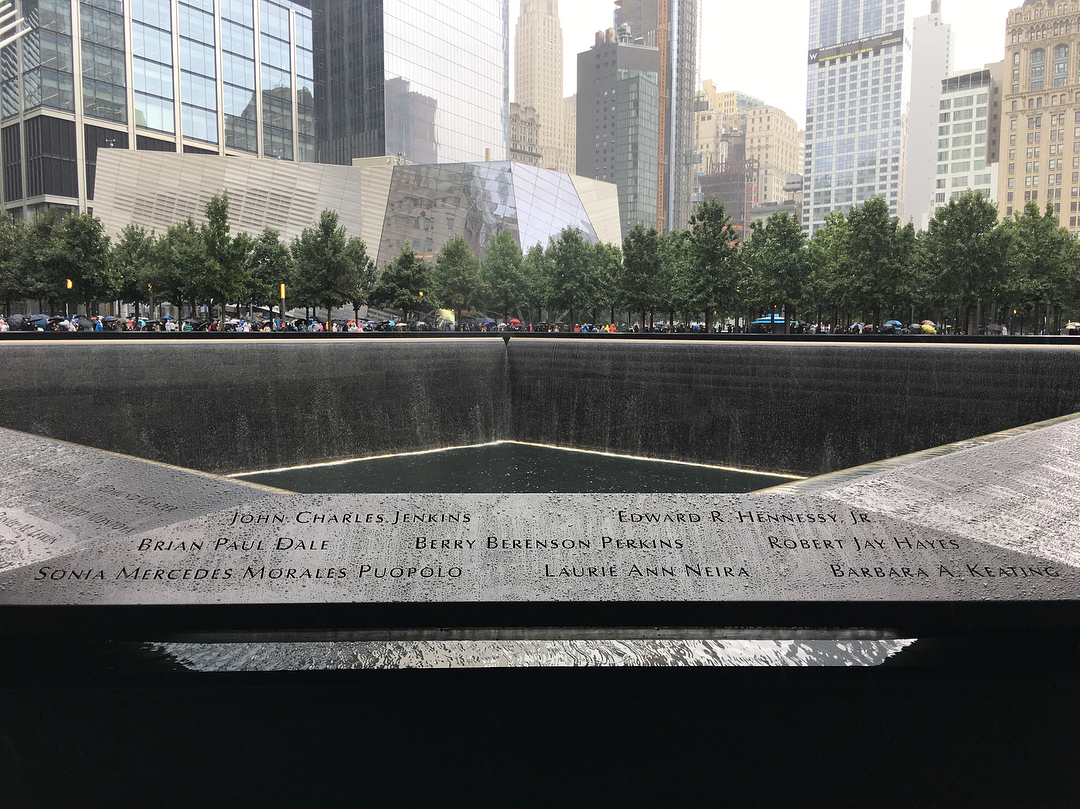 W
JOHN CHARLES JENKINS EDWARD R. HENNESSY, JR.
BRIAN PAUL DALE BERRY BERENSON PERKINS ROBERT JAY HAYES
SONIA MERCEDES MORALES PUOPOLO LAURIE ANN NEIRA BARBARA A. KEATING